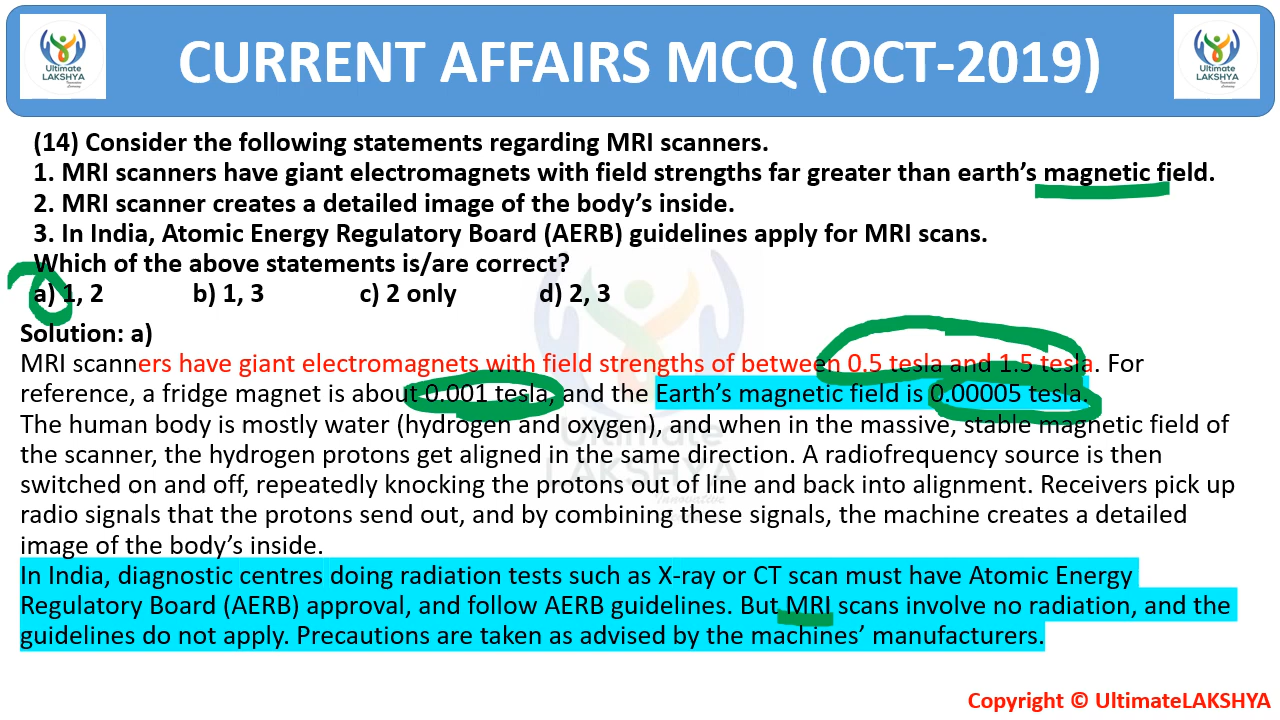 Ultimate
LAKSHYA
CURRENT AFFAIRS MCQ (OCT-2019)
Ultimate
LAKSHYA
(14) Consider the following statements regarding MRI scanners.
1. MRI scanners have giant electromagnets with field strengths far greater than earth’s magnetic field.
2. MRI scanner creates a detailed image of the body’s inside.
3. In India, Atomic Energy Regulatory Board (AERB) guidelines apply for MRI scans.
Which of the above statements is/are correct?
a) 1, 2 b) 1, 3 c) 2 only d) 2, 3
Solution: a)
MRI scanners have giant electromagnets with field strengths of between 0.5 tesla and 1.5 tesla. For
reference, a fridge magnet is about 0.001 tesla, and the Earth’s magnetic field is 0.00005 tesla.
The human body is mostly water (hydrogen and oxygen), and when in the massive, stable magnetic field of
the scanner, the hydrogen protons get aligned in the same direction. A radiofrequency source is then
switched on and off, repeatedly knocking the protons out of line and back into alignment. Receivers pick up
radio signals that the protons send out, and by combining these signals, the machine creates a detailed
image of the body’s inside.
In India, diagnostic centres doing radiation tests such as X-ray or CT scan must have Atomic Energy
Regulatory Board (AERB) approval, and follow AERB guidelines. But MRI scans involve no radiation, and the
guidelines do not apply. Precautions are taken as advised by the machines’ manufacturers.
Ultimate
LAKSHYA
Innovative
Copyright © UltimateLAKSHYA